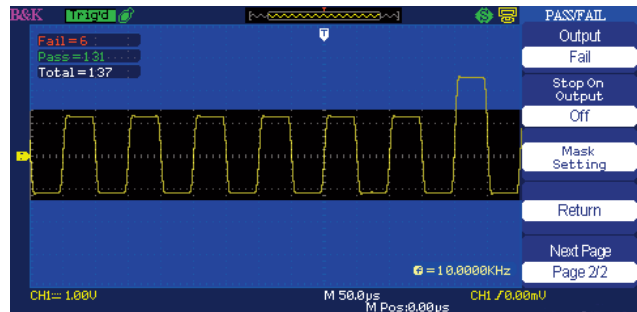 B&K Trig'd PASS/FAIL
T
Fail=6
Pass=131
Total=137
Output
Fail
Stop On
Output
Off
Mask
Setting
Return
Next Page
Page 2/2
f=10.0000KHz
CH1 1.00V M 50.0μs CH1 0.00mV
M Pos:0.00μs